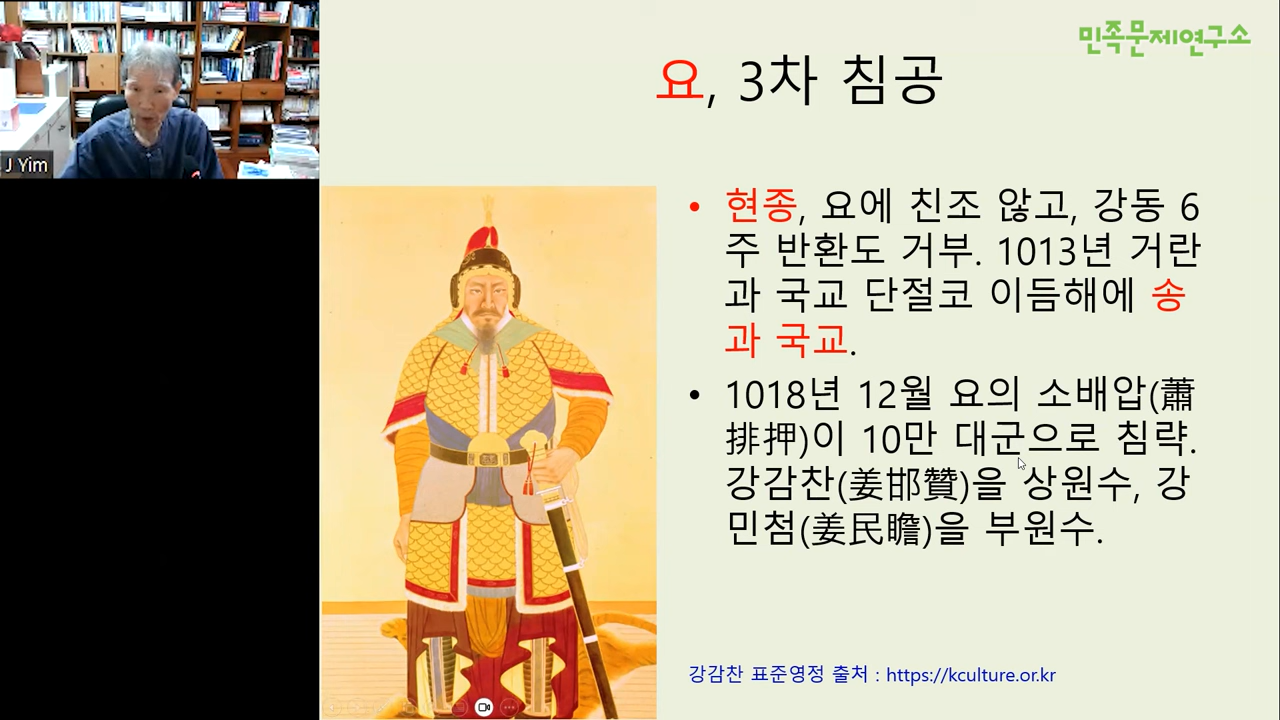 민족문제연구소
요, 3차 침공
J Yim
• 현종, 요에 친조 않고, 강동 6
주 반환도 거부. 1013년 거란
과 국교 단절코 이듬해에 송
과 국교.
• 1018년 12월 요의 소배압(蕭
排押)이 10만 대군으로 침략.
강감찬(姜邯贊)을 상원수, 강
민첨(姜民瞻)을 부원수.
강감찬 표준영정 출처 : https://kculture.or.kr